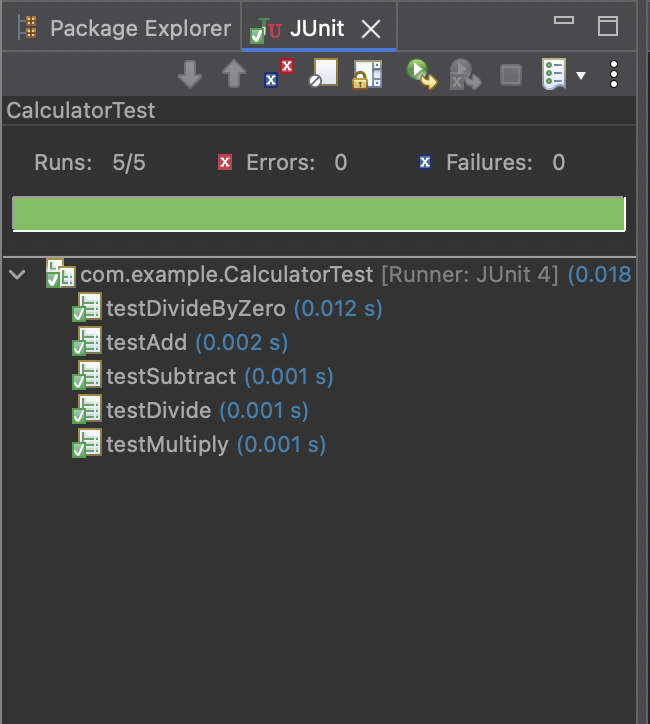 Package Explorer JUnit
CalculatorTest
Runs: 5/5 Errors: 0 Failures: 0
com.example.CalculatorTest [Runner: JUnit 4] (0.018
testDivideByZero (0.012 s)
testAdd (0.002 s)
testSubtract (0.001 s)
testDivide (0.001 s)
testMultiply (0.001 s)